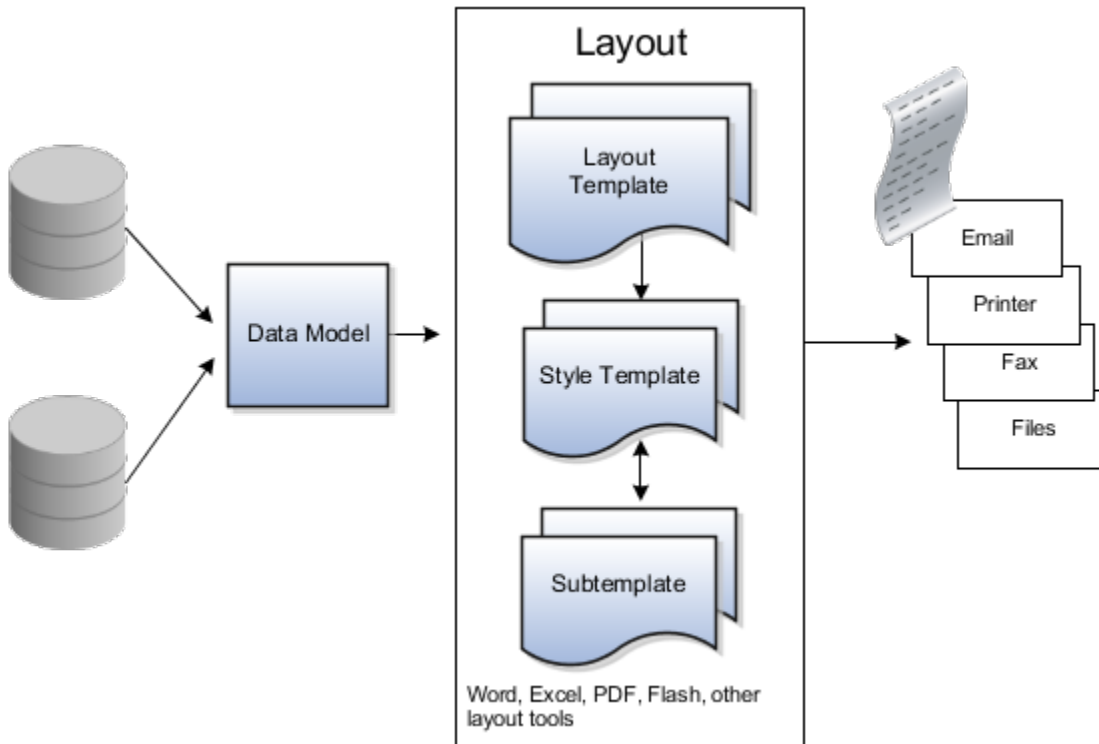 Layout
Layout
Template
Data Model
Style Template
Subtemplate
Word, Excel, PDF, Flash, other
layout tools
Email
Printer
Fax
Files